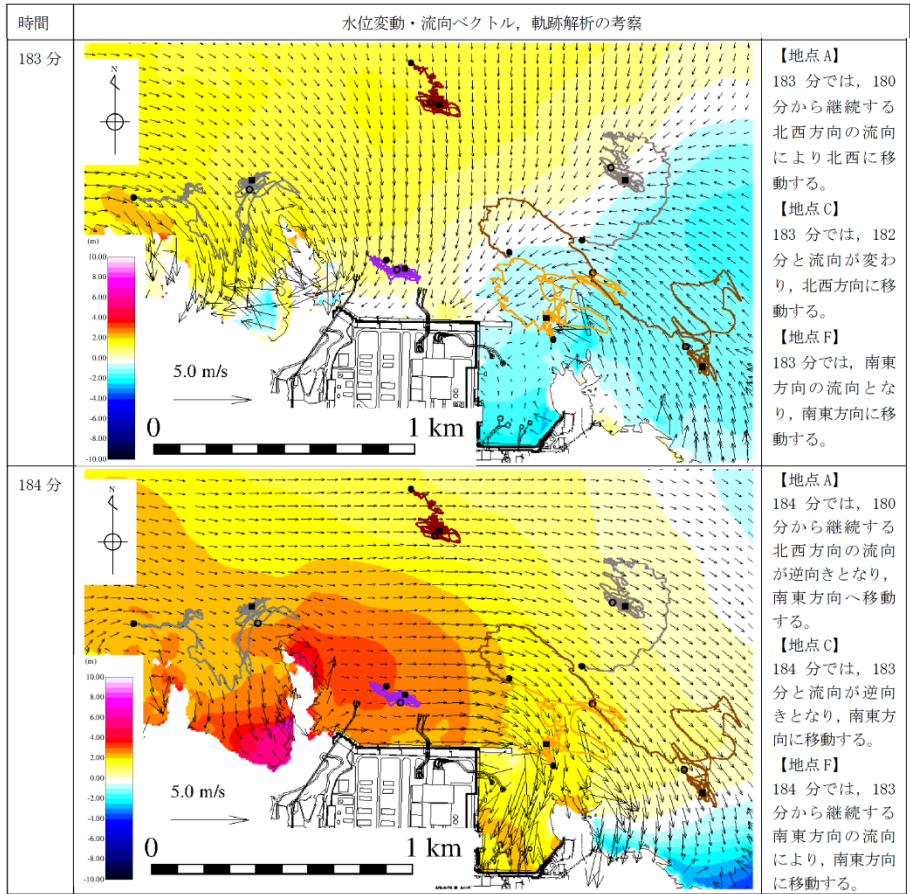 時間
水位変動・流向ベクトル，軌跡解析の考察
183 分
N
(m)
10.00
8.00
6.00
4.00
2.00
0.00
-2.00
-4.00
-6.00
-8.00
-10.00
5.0 m/s
0
1 km
【地点 A】
183 分では，180
分から継続する
北西方向の流向
により北西に移
動する。
【地点 C】
183 分では，182
分と流向が変わ
り，北西方向に移
動する。
【地点 F】
183 分では，南東
方向の流向とな
り，南東方向に移
動する。
184 分
N
(m)
10.00
8.00
6.00
4.00
2.00
0.00
-2.00
-4.00
-6.00
-8.00
-10.00
5.0 m/s
0
1 km
【地点 A】
184 分では，180
分から継続する
北西方向の流向
が逆向きとなり，
南東方向へ移動
する。
【地点 C】
184 分では，183
分と流向が逆向
きとなり，南東方
向に移動する。
【地点 F】
184 分では，183
分から継続する
南東方向の流向
により，南東方向
に移動する。